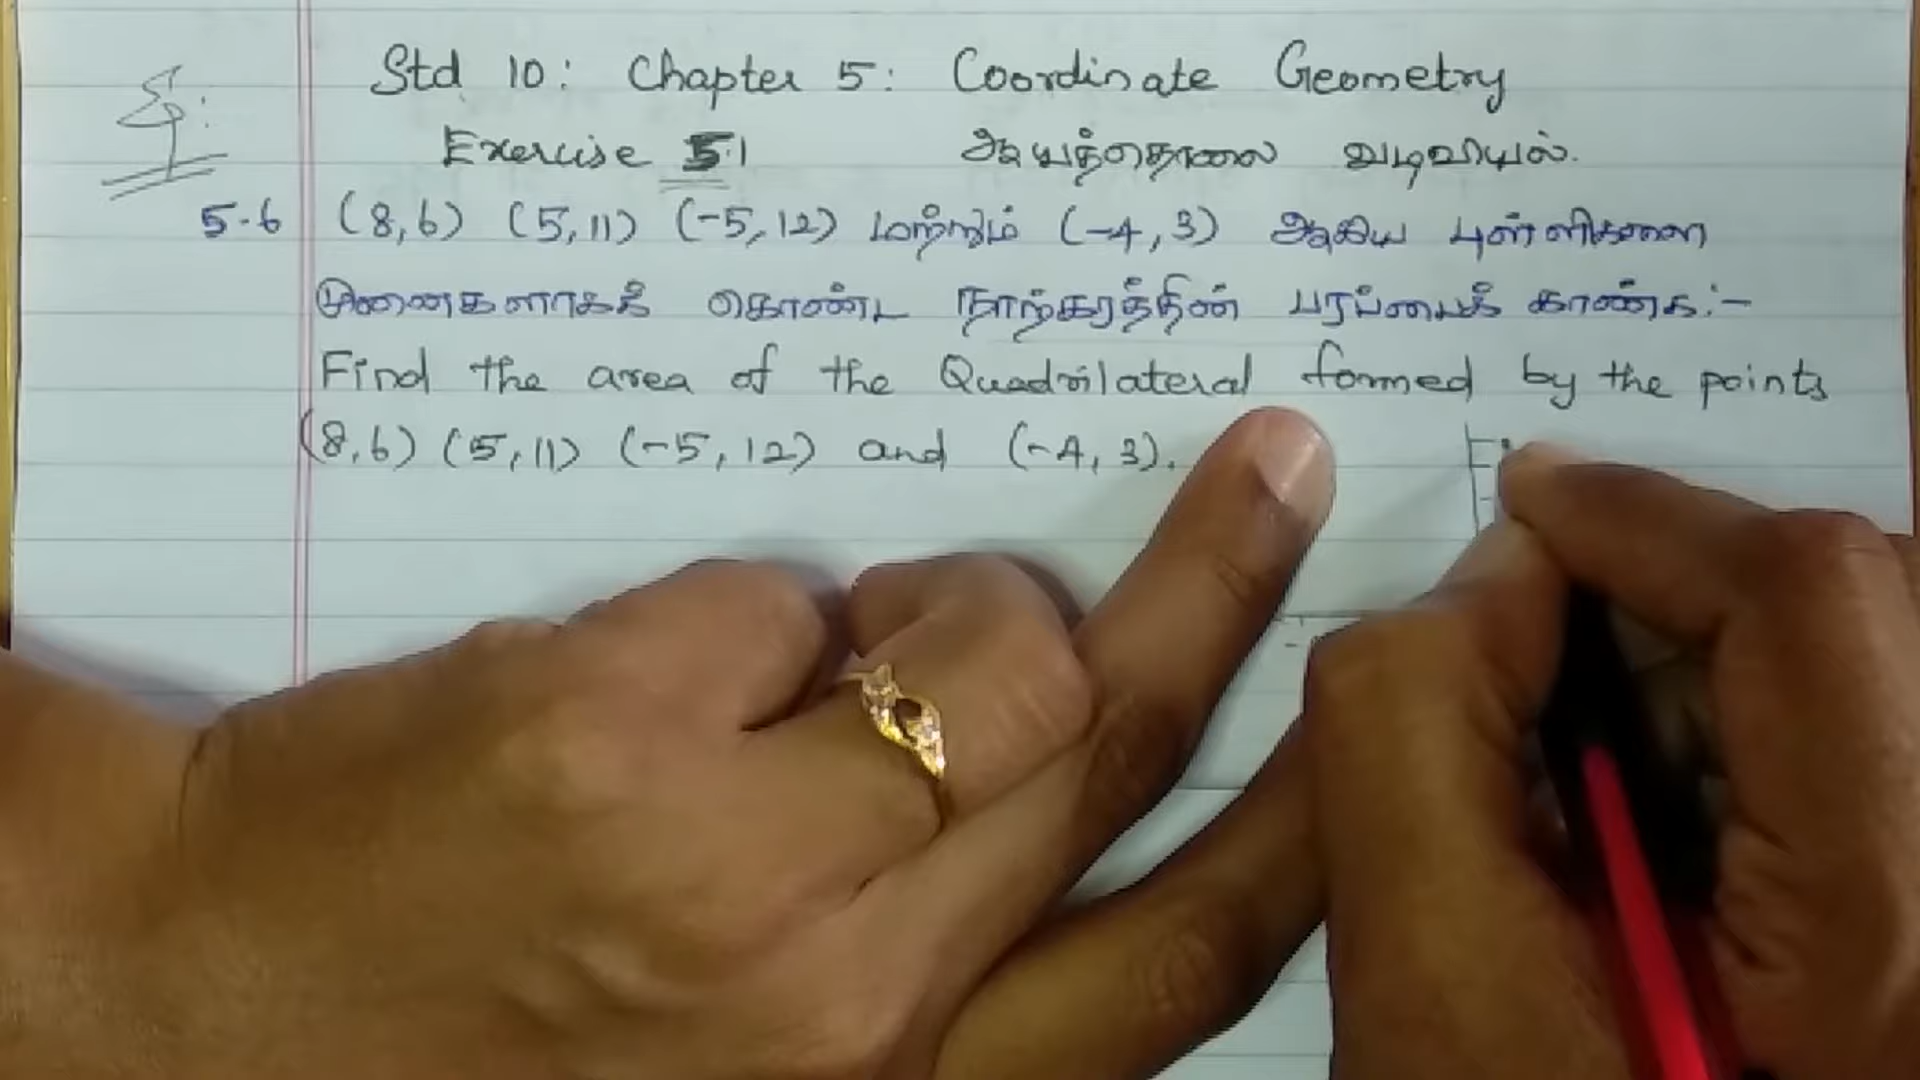 Std 10: Chapter 5: Coordinate Geometry
Exercise 5.1 ஆயத்தொலை வடிவியல்.
5.6 (8,6) (5,11) (-5,12) மற்றும் (-4,3) ஆகிய புள்ளிகளை
முனைகளாகக் கொண்ட நாற்கரத்தின் பரப்பைக் காண்க:-
Find the area of the Quadrilateral formed by the points
(8,6) (5,11) (-5,12) and (-4,3).